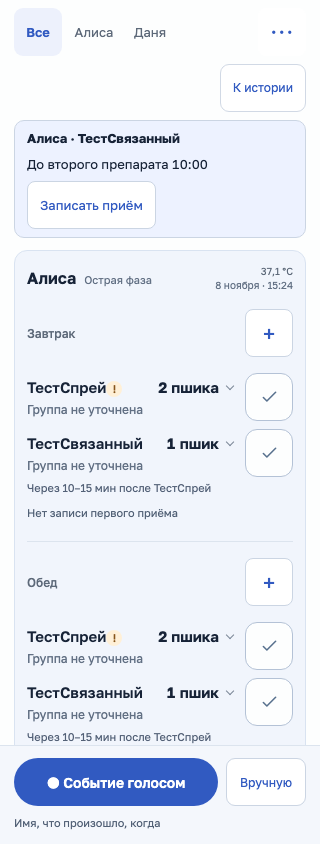 Все Алиса Даня ...
К истории
Алиса · ТестСвязанный
До второго препарата 10:00
Записать приём
Алиса Острая фаза 37,1 °C
8 ноября · 15:24
Завтрак +
ТестСпрей ! 2 пшика
Группа не уточнена
ТестСвязанный 1 пшик
Группа не уточнена
Через 10–15 мин после ТестСпрей
Нет записи первого приёма
Обед +
ТестСпрей ! 2 пшика
Группа не уточнена
ТестСвязанный 1 пшик
Группа не уточнена
Через 10–15 мин после ТестСпрей
Событие голосом Вручную
Имя, что произошло, когда